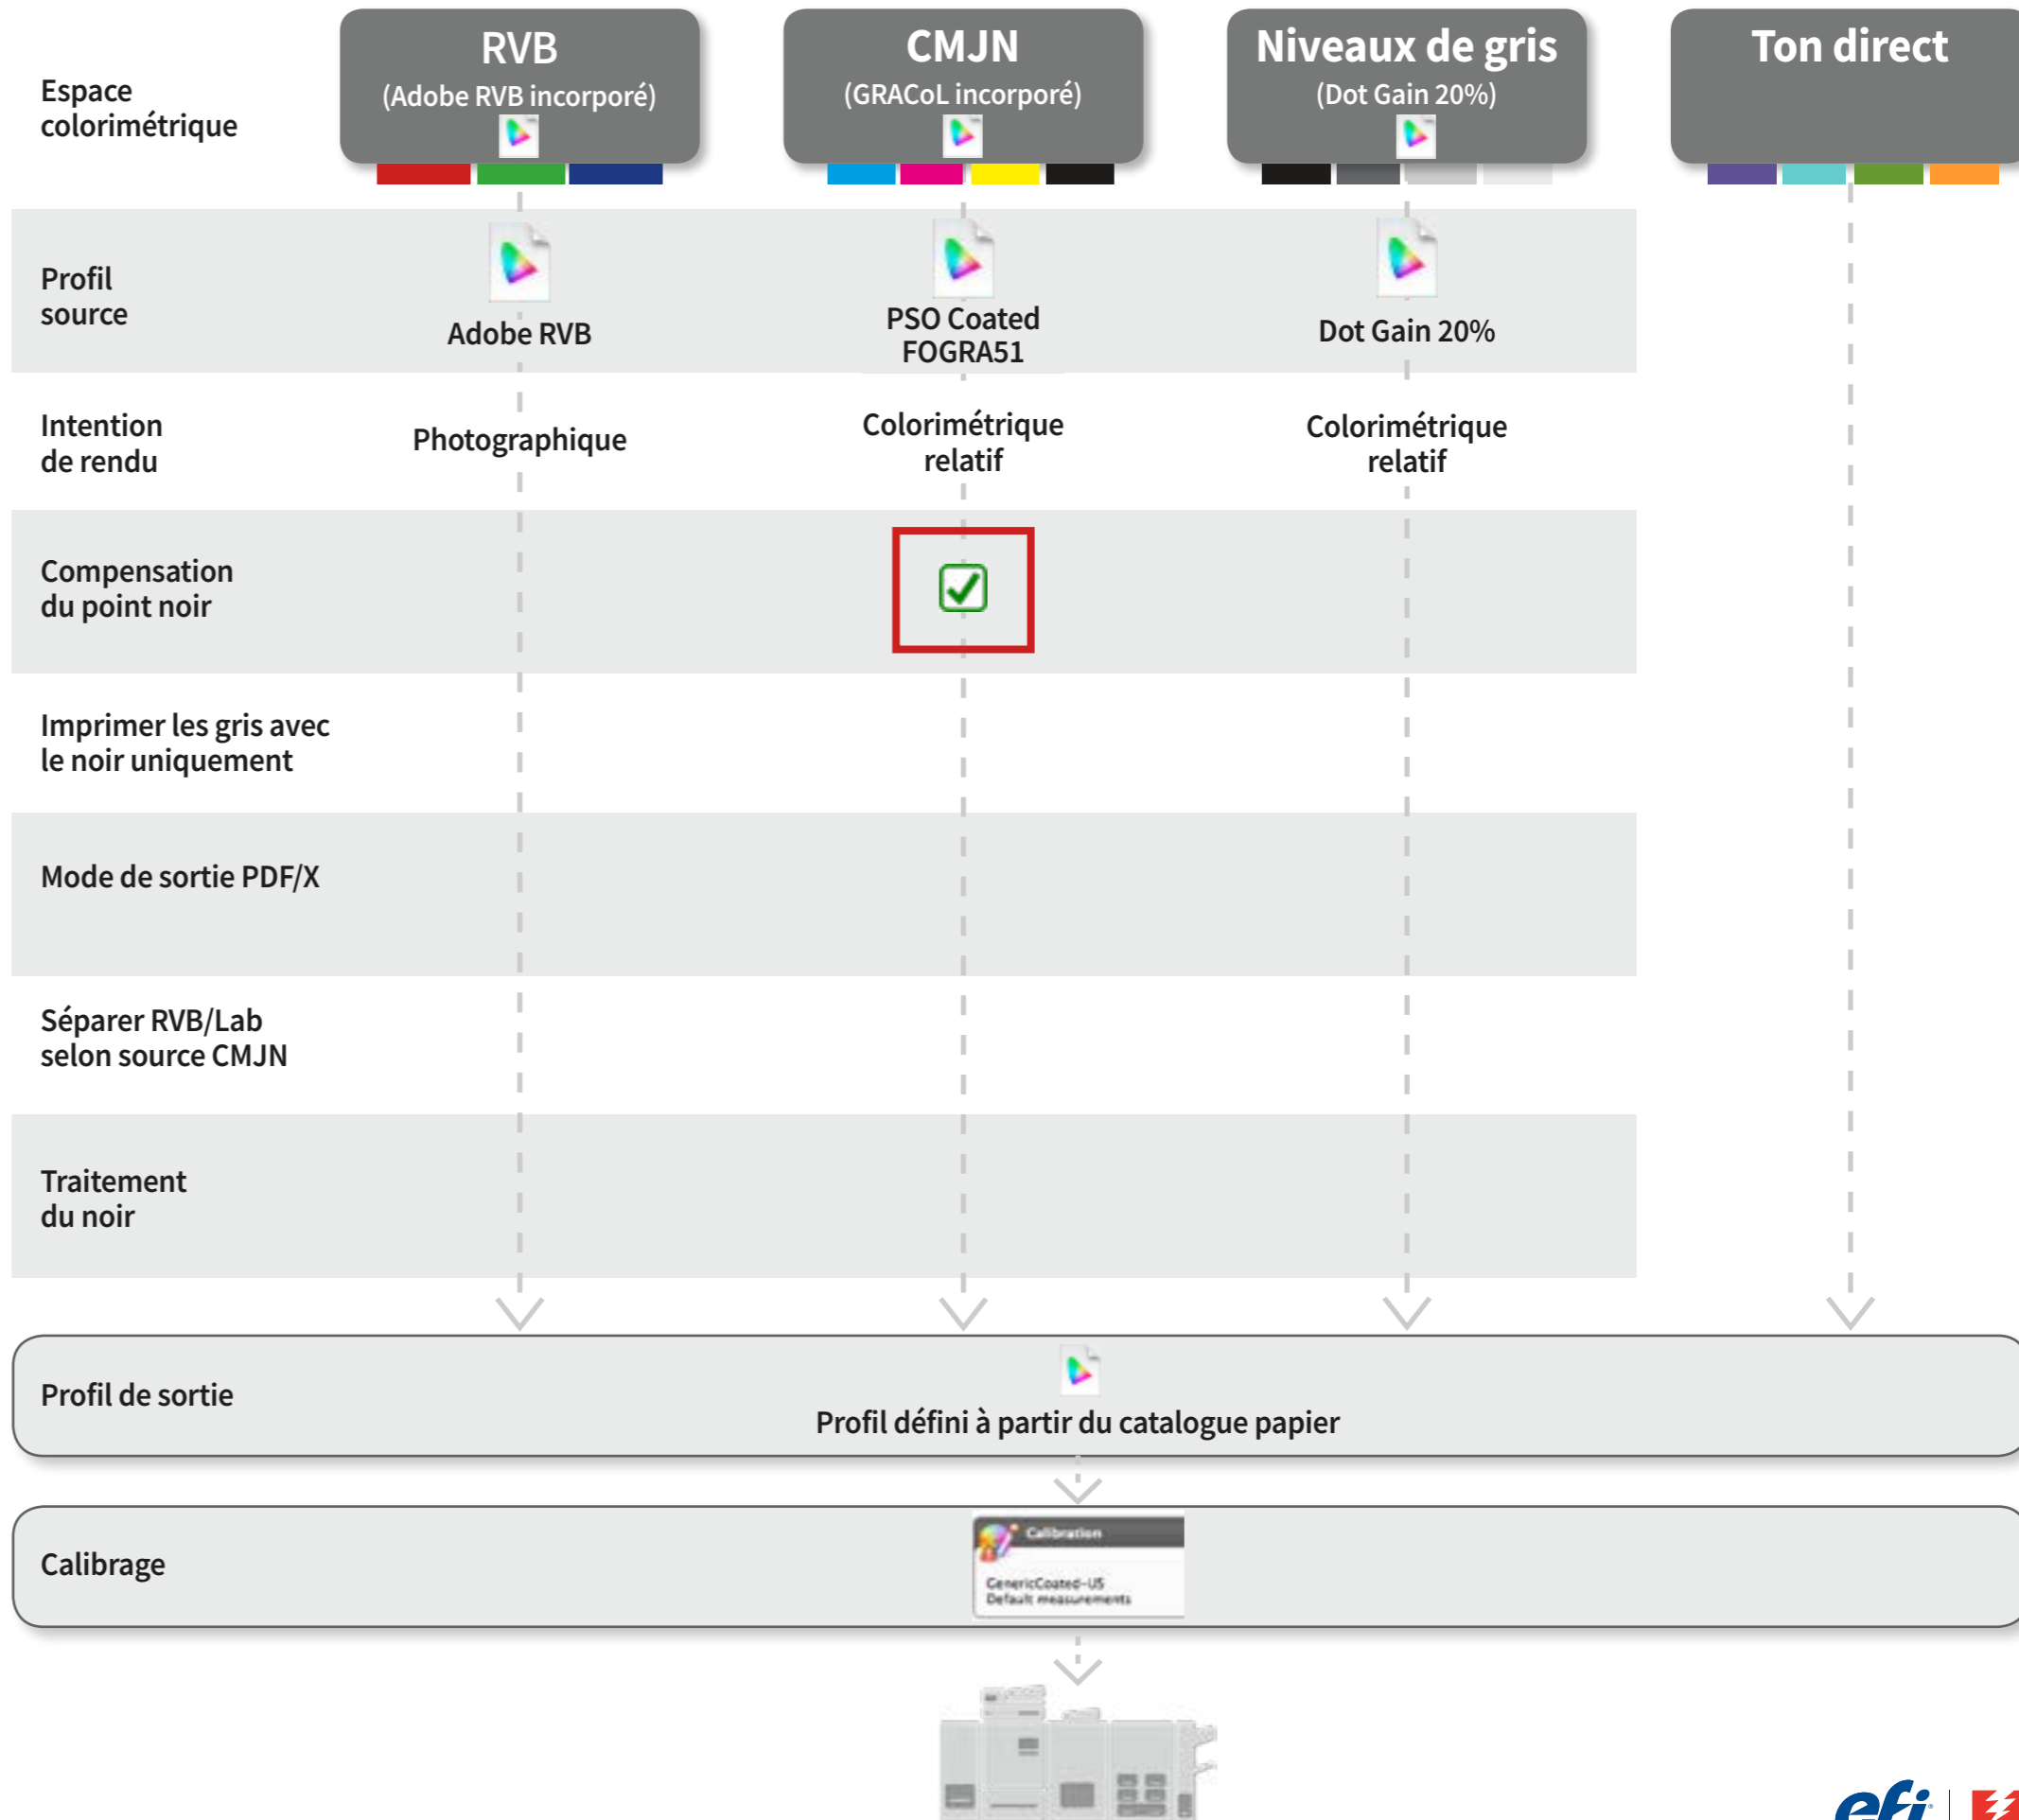 Espace
colorimétrique
RVB
(Adobe RVB incorporé)
CMJN
(GRACoL incorporé)
Niveaux de gris
(Dot Gain 20%)
Ton direct
Profil
source
Adobe RVB
PSO Coated
FOGRA51
Dot Gain 20%
Intention
de rendu
Photographique
Colorimétrique
relatif
Colorimétrique
relatif
Compensation
du point noir
Imprimer les gris avec
le noir uniquement
Mode de sortie PDF/X
Séparer RVB/Lab
selon source CMJN
Traitement
du noir
Profil de sortie
Profil défini à partir du catalogue papier
Calibrage
Calibration
GenericCoated-US
Default measurements
efi